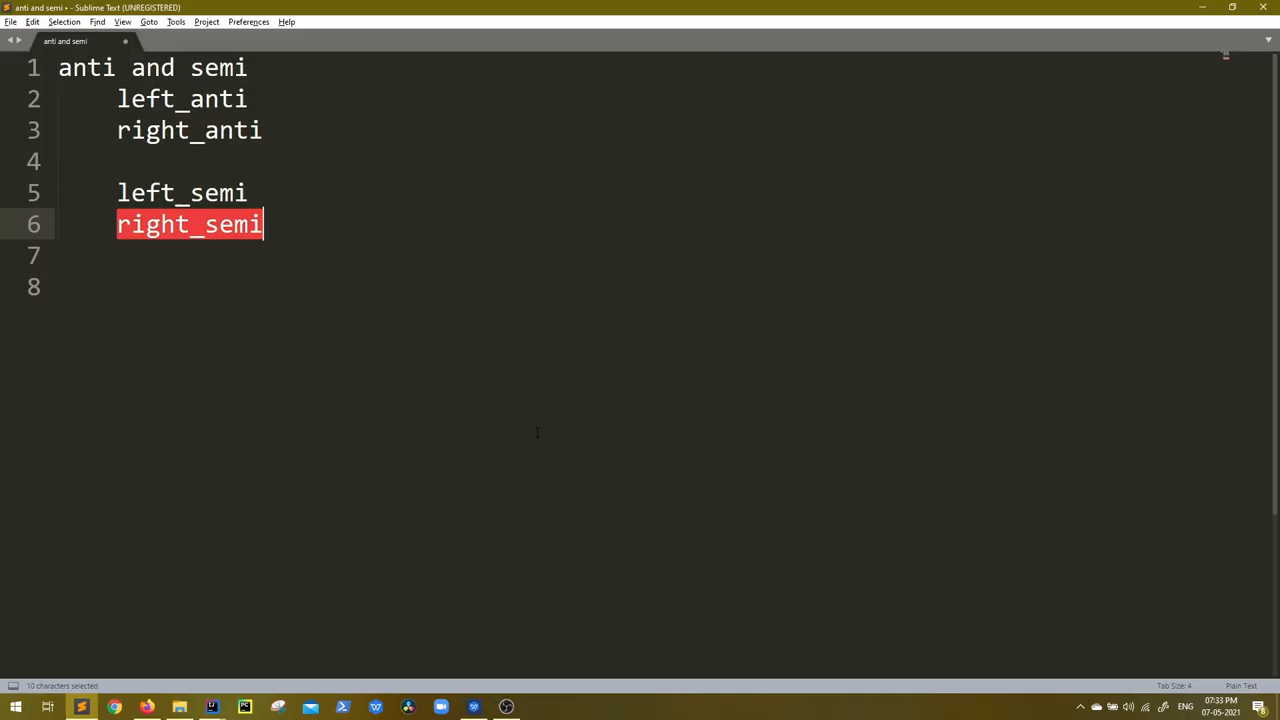 anti and semi • - Sublime Text (UNREGISTERED)
File Edit Selection Find View Goto Tools Project Preferences Help
anti and semi
1 anti and semi
2 left_anti
3 right_anti
4
5 left_semi
6 right_semi
7
8
10 characters selected Tab Size: 4 Plain Text
ENG 07:33 PM
07-05-2021